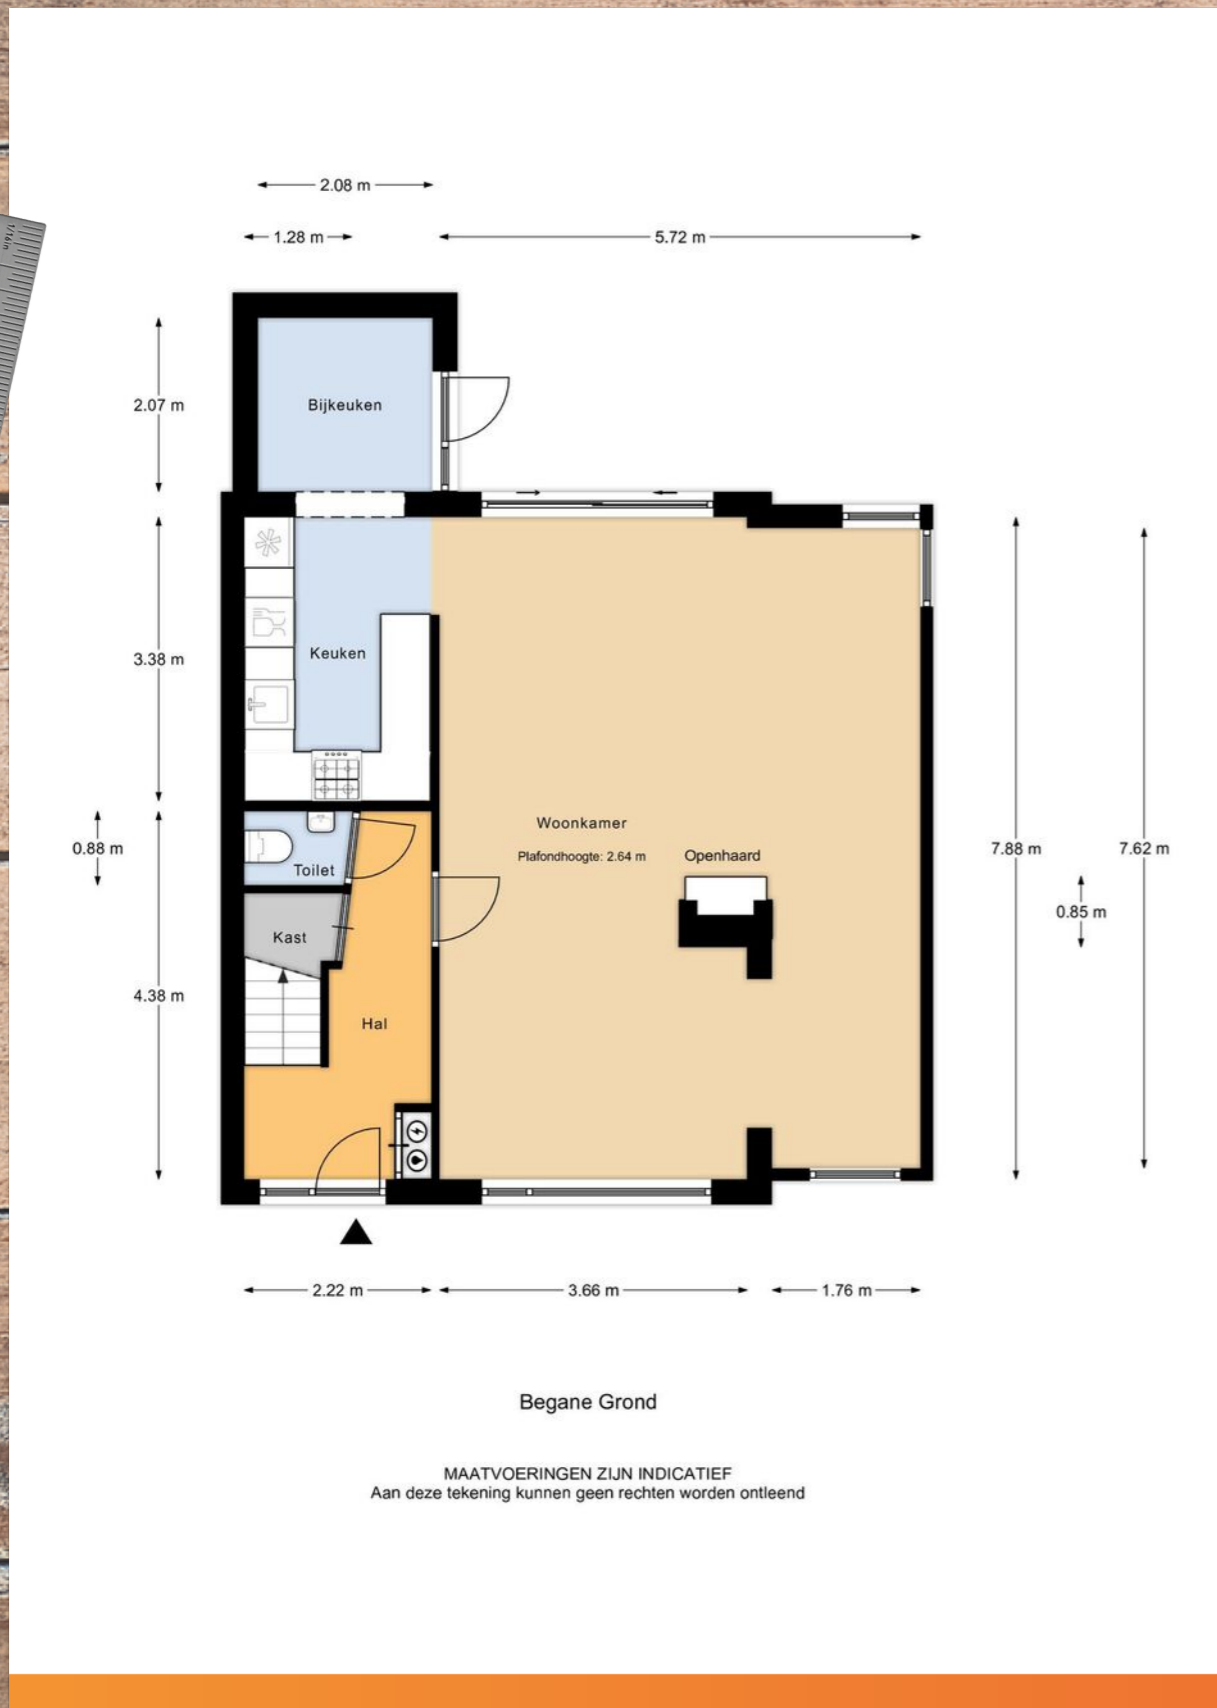 2.08 m
1.28 m
5.72 m
1/16in
2.07 m
Bijkeuken
3.38 m
Keuken
Woonkamer
Plafondhoogte: 2.64 m
Openhaard
0.88 m
7.88 m
7.62 m
Toilet
0.85 m
Kast
4.38 m
Hal
2.22 m
3.66 m
1.76 m
Begane Grond
MAATVOERINGEN ZIJN INDICATIEF
Aan deze tekening kunnen geen rechten worden ontleend